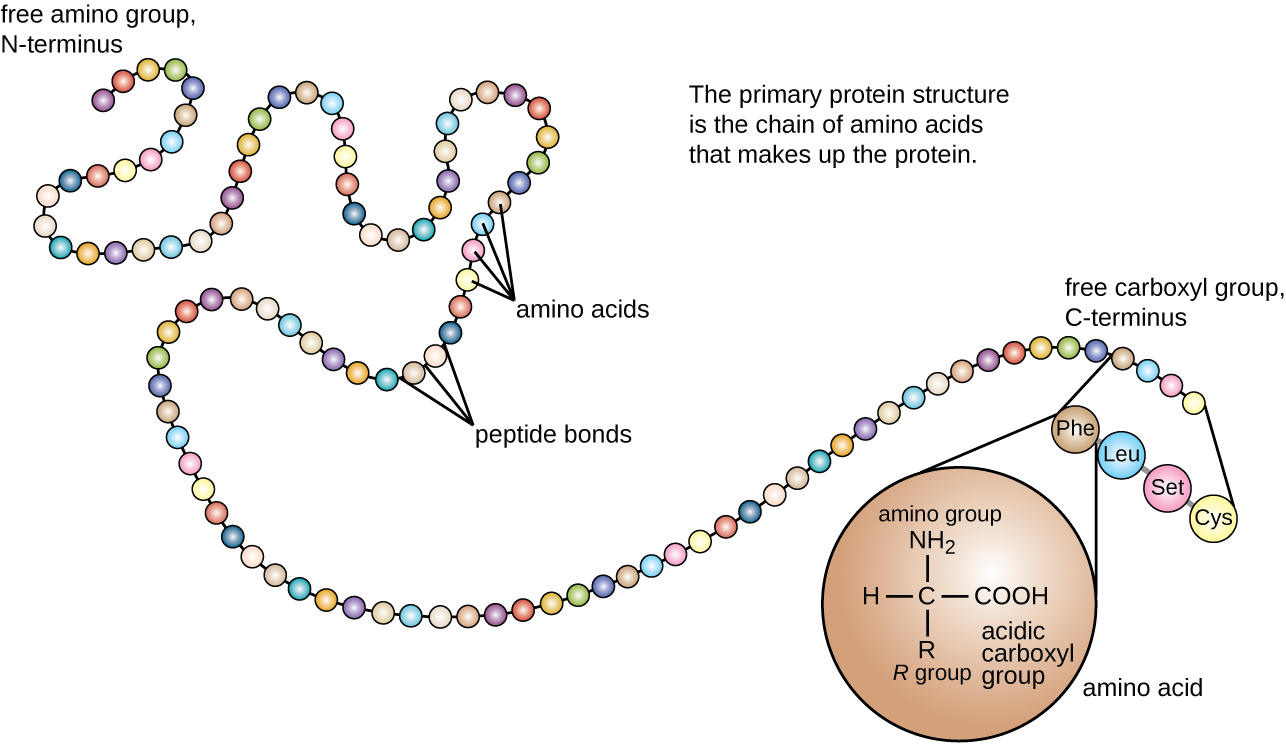 free amino group,
N-terminus
The primary protein structure
is the chain of amino acids
that makes up the protein.
amino acids
peptide bonds
free carboxyl group,
C-terminus
Phe
Leu
Set
Cys
amino group
NH2
H C COOH
R
R group
acidic
carboxyl
group
amino acid